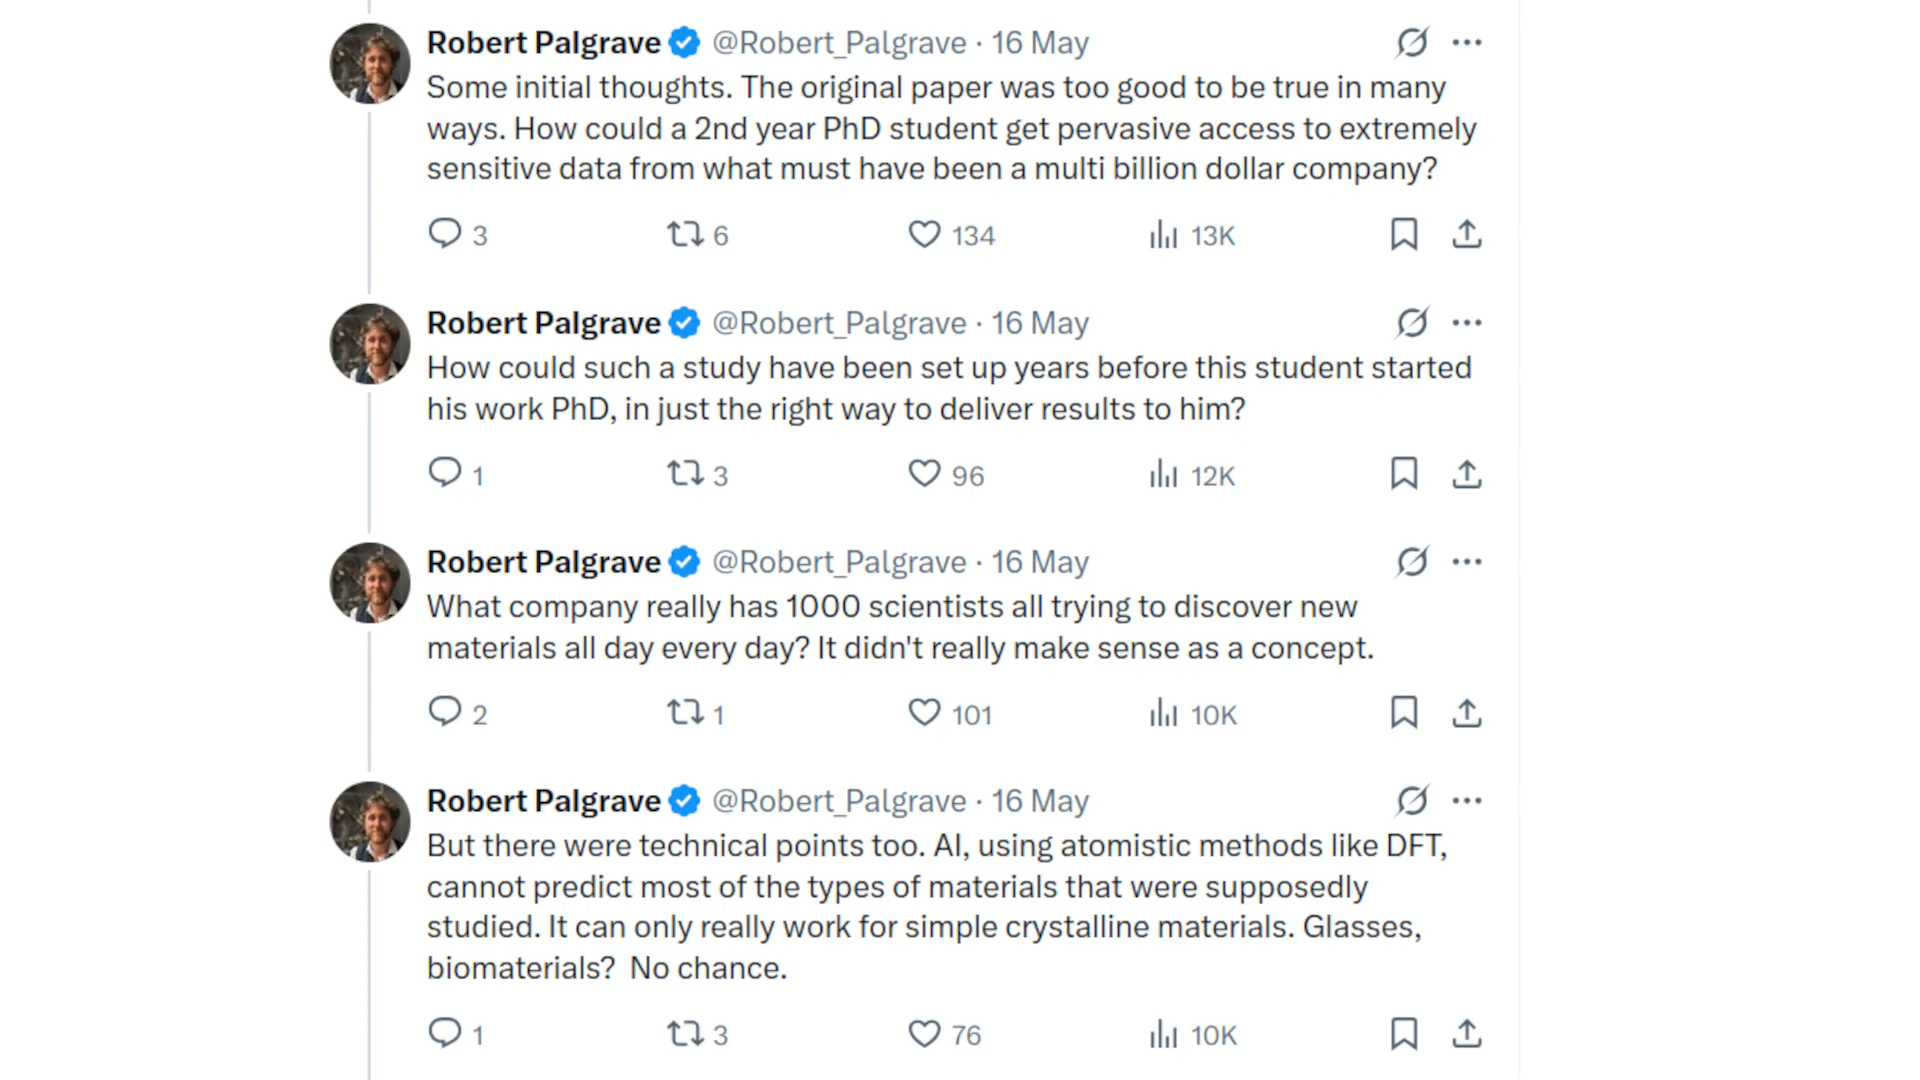 Robert Palgrave @Robert_Palgrave · 16 May
Some initial thoughts. The original paper was too good to be true in many
ways. How could a 2nd year PhD student get pervasive access to extremely
sensitive data from what must have been a multi billion dollar company?
3 6 134 13K
Robert Palgrave @Robert_Palgrave · 16 May
How could such a study have been set up years before this student started
his work PhD, in just the right way to deliver results to him?
1 3 96 12K
Robert Palgrave @Robert_Palgrave · 16 May
What company really has 1000 scientists all trying to discover new
materials all day every day? It didn't really make sense as a concept.
2 1 101 10K
Robert Palgrave @Robert_Palgrave · 16 May
But there were technical points too. AI, using atomistic methods like DFT,
cannot predict most of the types of materials that were supposedly
studied. It can only really work for simple crystalline materials. Glasses,
biomaterials?  No chance.
1 3 76 10K